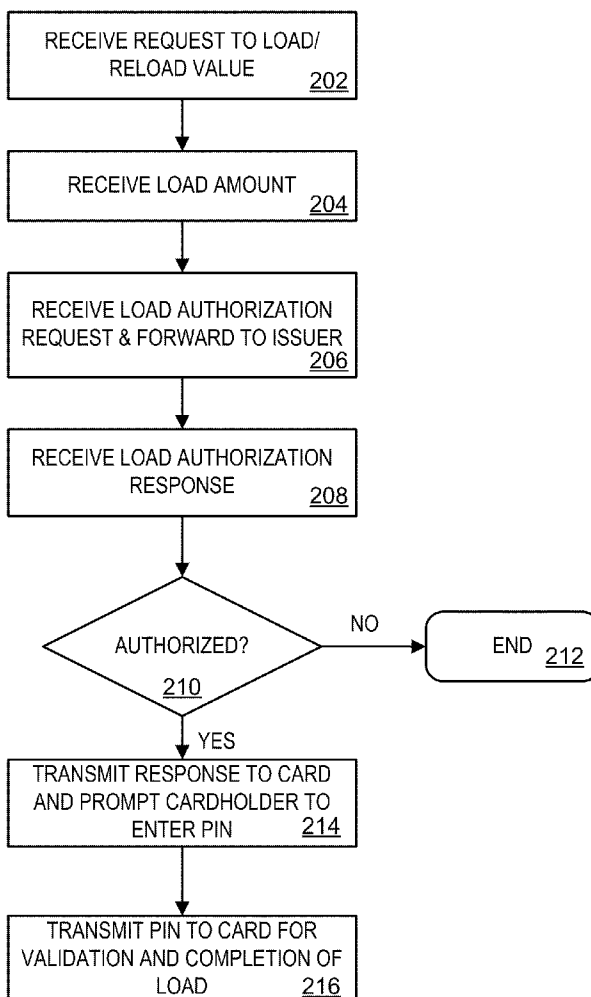 RECEIVE REQUEST TO LOAD/
RELOAD VALUE
202
RECEIVE LOAD AMOUNT
204
RECEIVE LOAD AUTHORIZATION
REQUEST & FORWARD TO ISSUER
206
RECEIVE LOAD AUTHORIZATION
RESPONSE
208
AUTHORIZED?
210
NO
END
212
YES
TRANSMIT RESPONSE TO CARD
AND PROMPT CARDHOLDER TO
ENTER PIN
214
TRANSMIT PIN TO CARD FOR
VALIDATION AND COMPLETION OF
LOAD
216